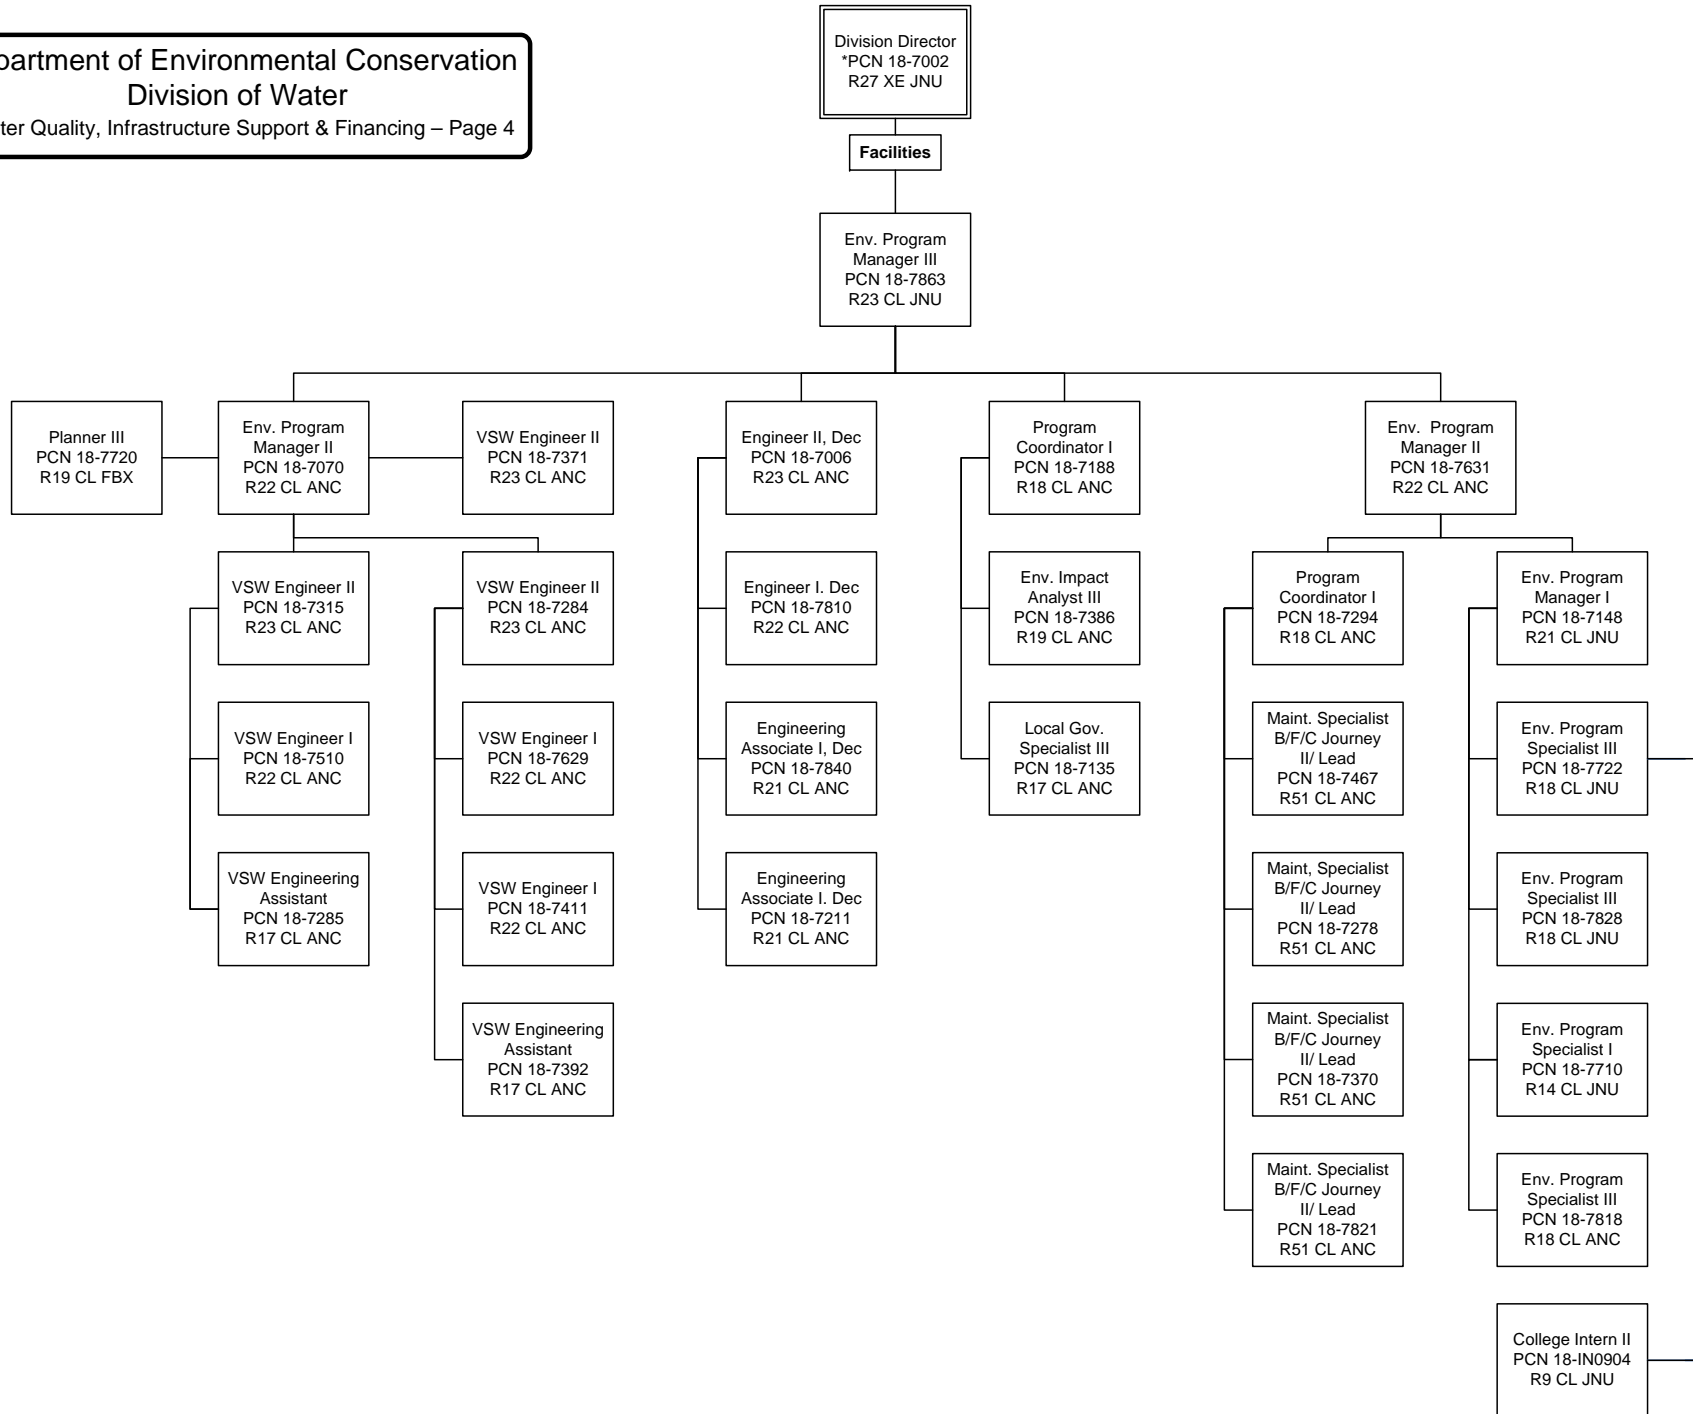 of Environmental Conservation
Division of Water
Quality, Infrastructure Support & Financing – Page 4
Division Director
*PCN 18-7002
R27 XE JNU
Facilities
Env. Program
Manager III
PCN 18-7863
R23 CL JNU
Planner III
PCN 18-7720
R19 CL FBX
Env. Program
Manager II
PCN 18-7070
R22 CL ANC
VSW Engineer II
PCN 18-7371
R23 CL ANC
Engineer II, Dec
PCN 18-7006
R23 CL ANC
Program
Coordinator I
PCN 18-7188
R18 CL ANC
Env. Program
Manager II
PCN 18-7631
R22 CL ANC
VSW Engineer II
PCN 18-7315
R23 CL ANC
VSW Engineer II
PCN 18-7284
R23 CL ANC
Engineer I. Dec
PCN 18-7810
R22 CL ANC
Env. Impact
Analyst III
PCN 18-7386
R19 CL ANC
Program
Coordinator I
PCN 18-7294
R18 CL ANC
Env. Program
Manager I
PCN 18-7148
R21 CL JNU
VSW Engineer I
PCN 18-7510
R22 CL ANC
VSW Engineer I
PCN 18-7629
R22 CL ANC
Engineering
Associate I, Dec
PCN 18-7840
R21 CL ANC
Local Gov.
Specialist III
PCN 18-7135
R17 CL ANC
Maint. Specialist
B/F/C Journey
II/ Lead
PCN 18-7467
R51 CL ANC
Env. Program
Specialist III
PCN 18-7722
R18 CL JNU
VSW Engineering
Assistant
PCN 18-7285
R17 CL ANC
VSW Engineer I
PCN 18-7411
R22 CL ANC
Engineering
Associate I. Dec
PCN 18-7211
R21 CL ANC
Maint, Specialist
B/F/C Journey
II/ Lead
PCN 18-7278
R51 CL ANC
Env. Program
Specialist III
PCN 18-7828
R18 CL JNU
VSW Engineering
Assistant
PCN 18-7392
R17 CL ANC
Maint. Specialist
B/F/C Journey
II/ Lead
PCN 18-7370
R51 CL ANC
Env. Program
Specialist I
PCN 18-7710
R14 CL JNU
Maint. Specialist
B/F/C Journey
II/ Lead
PCN 18-7821
R51 CL ANC
Env. Program
Specialist III
PCN 18-7818
R18 CL ANC
College Intern II
PCN 18-IN0904
R9 CL JNU